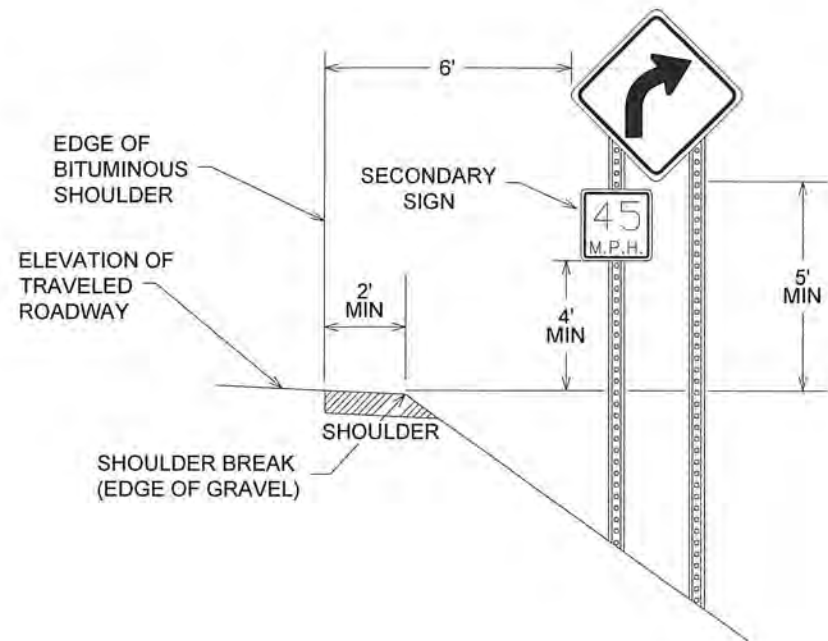 6'
EDGE OF
BITUMINOUS
SHOULDER
SECONDARY
SIGN
45
M.P.H.
ELEVATION OF
TRAVELED
ROADWAY
2'
MIN
4'
MIN
5'
MIN
SHOULDER
SHOULDER BREAK
(EDGE OF GRAVEL)